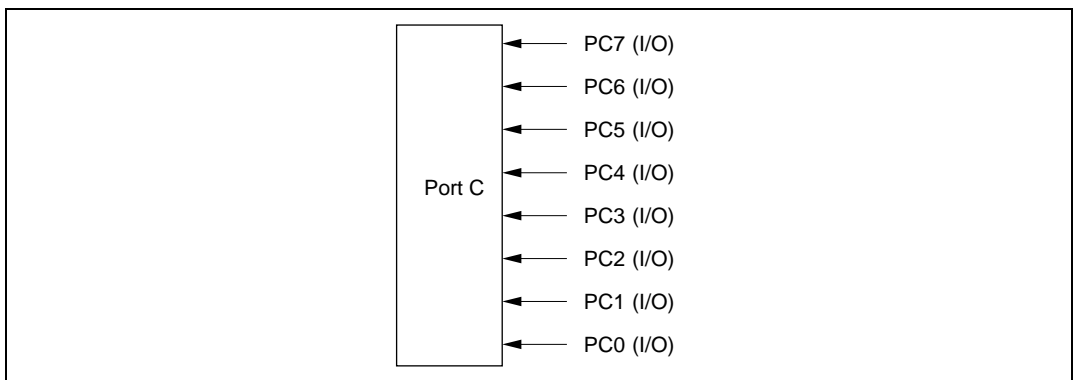 PC7 (I/O)
PC6 (I/O)
PC5 (I/O)
PC4 (I/O)
Port C
PC3 (I/O)
PC2 (I/O)
PC1 (I/O)
PC0 (I/O)